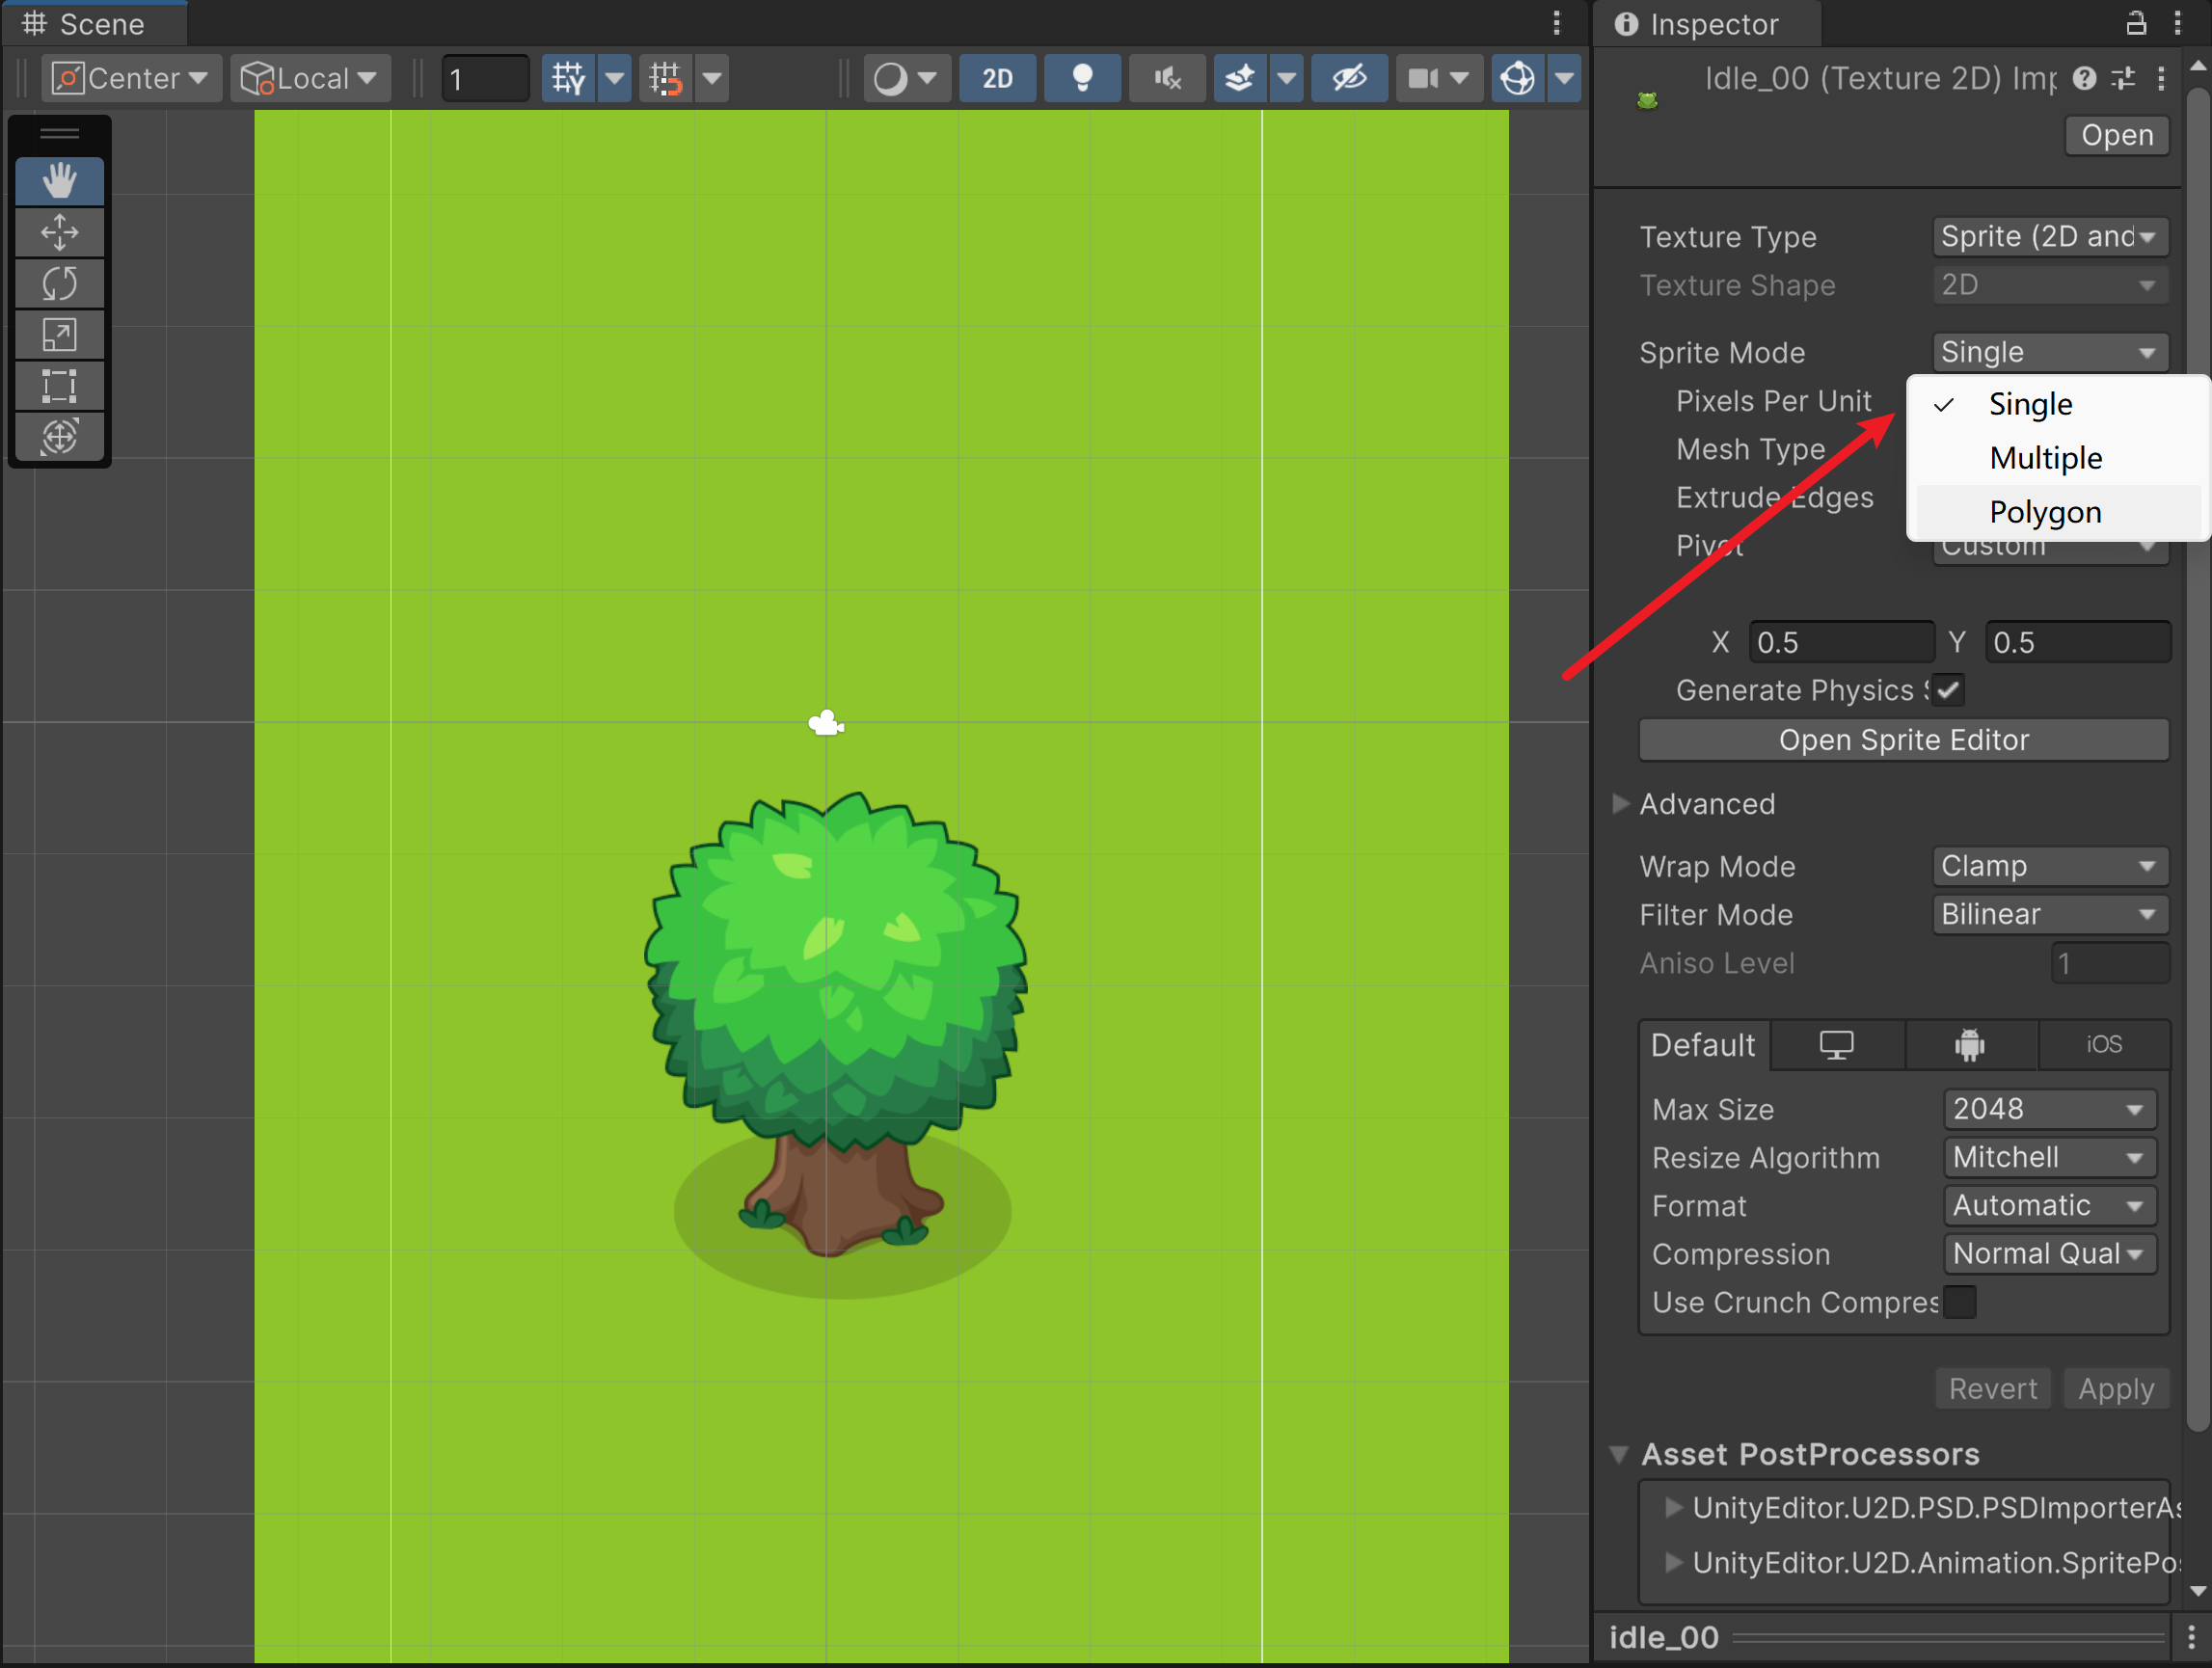 Scene
Center
Local
1
2D
Inspector
Idle_00 (Texture 2D) Imp
Open
Texture Type
Sprite (2D and
Texture Shape
2D
Sprite Mode
Single
Pixels Per Unit
Single
Mesh Type
Multiple
Extrude Edges
Polygon
Pivot
Custom
X 0.5 Y 0.5
Generate Physics S
Open Sprite Editor
Advanced
Wrap Mode
Clamp
Filter Mode
Bilinear
Aniso Level
1
Default
iOS
Max Size
2048
Resize Algorithm
Mitchell
Format
Automatic
Compression
Normal Qual
Use Crunch Compres
Revert
Apply
Asset PostProcessors
UnityEditor.U2D.PSD.PSDImporterAs
UnityEditor.U2D.Animation.SpritePos
idle_00